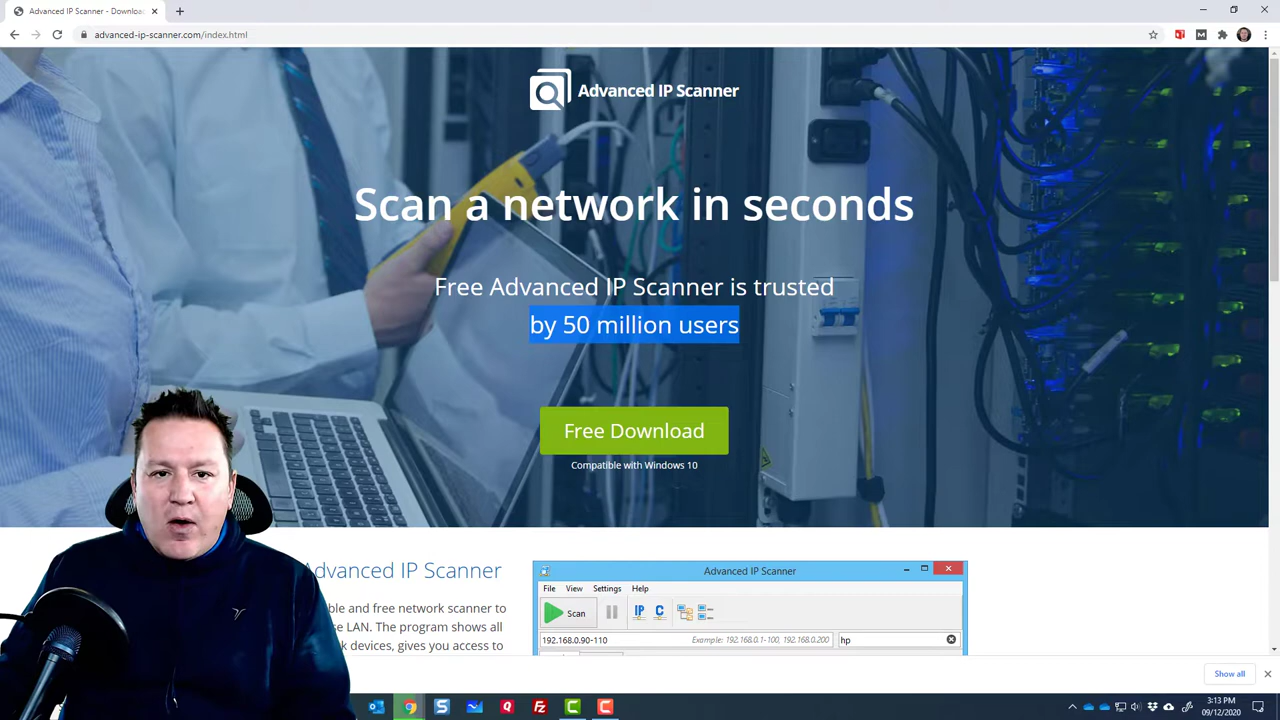 Advanced IP Scanner - Downloa
advanced-ip-scanner.com/index.html
Advanced IP Scanner
Scan a network in seconds
Free Advanced IP Scanner is trusted
by 50 million users
Free Download
Compatible with Windows 10
Advanced IP Scanner
ble and free network scanner to
e LAN. The program shows all
k devices, gives you access to
Advanced IP Scanner
File View Settings Help
Scan IP C
192.168.0.90-110 Example: 192.168.0.1-100, 192.168.0.200 hp
Show all
3:13 PM
09/12/2020